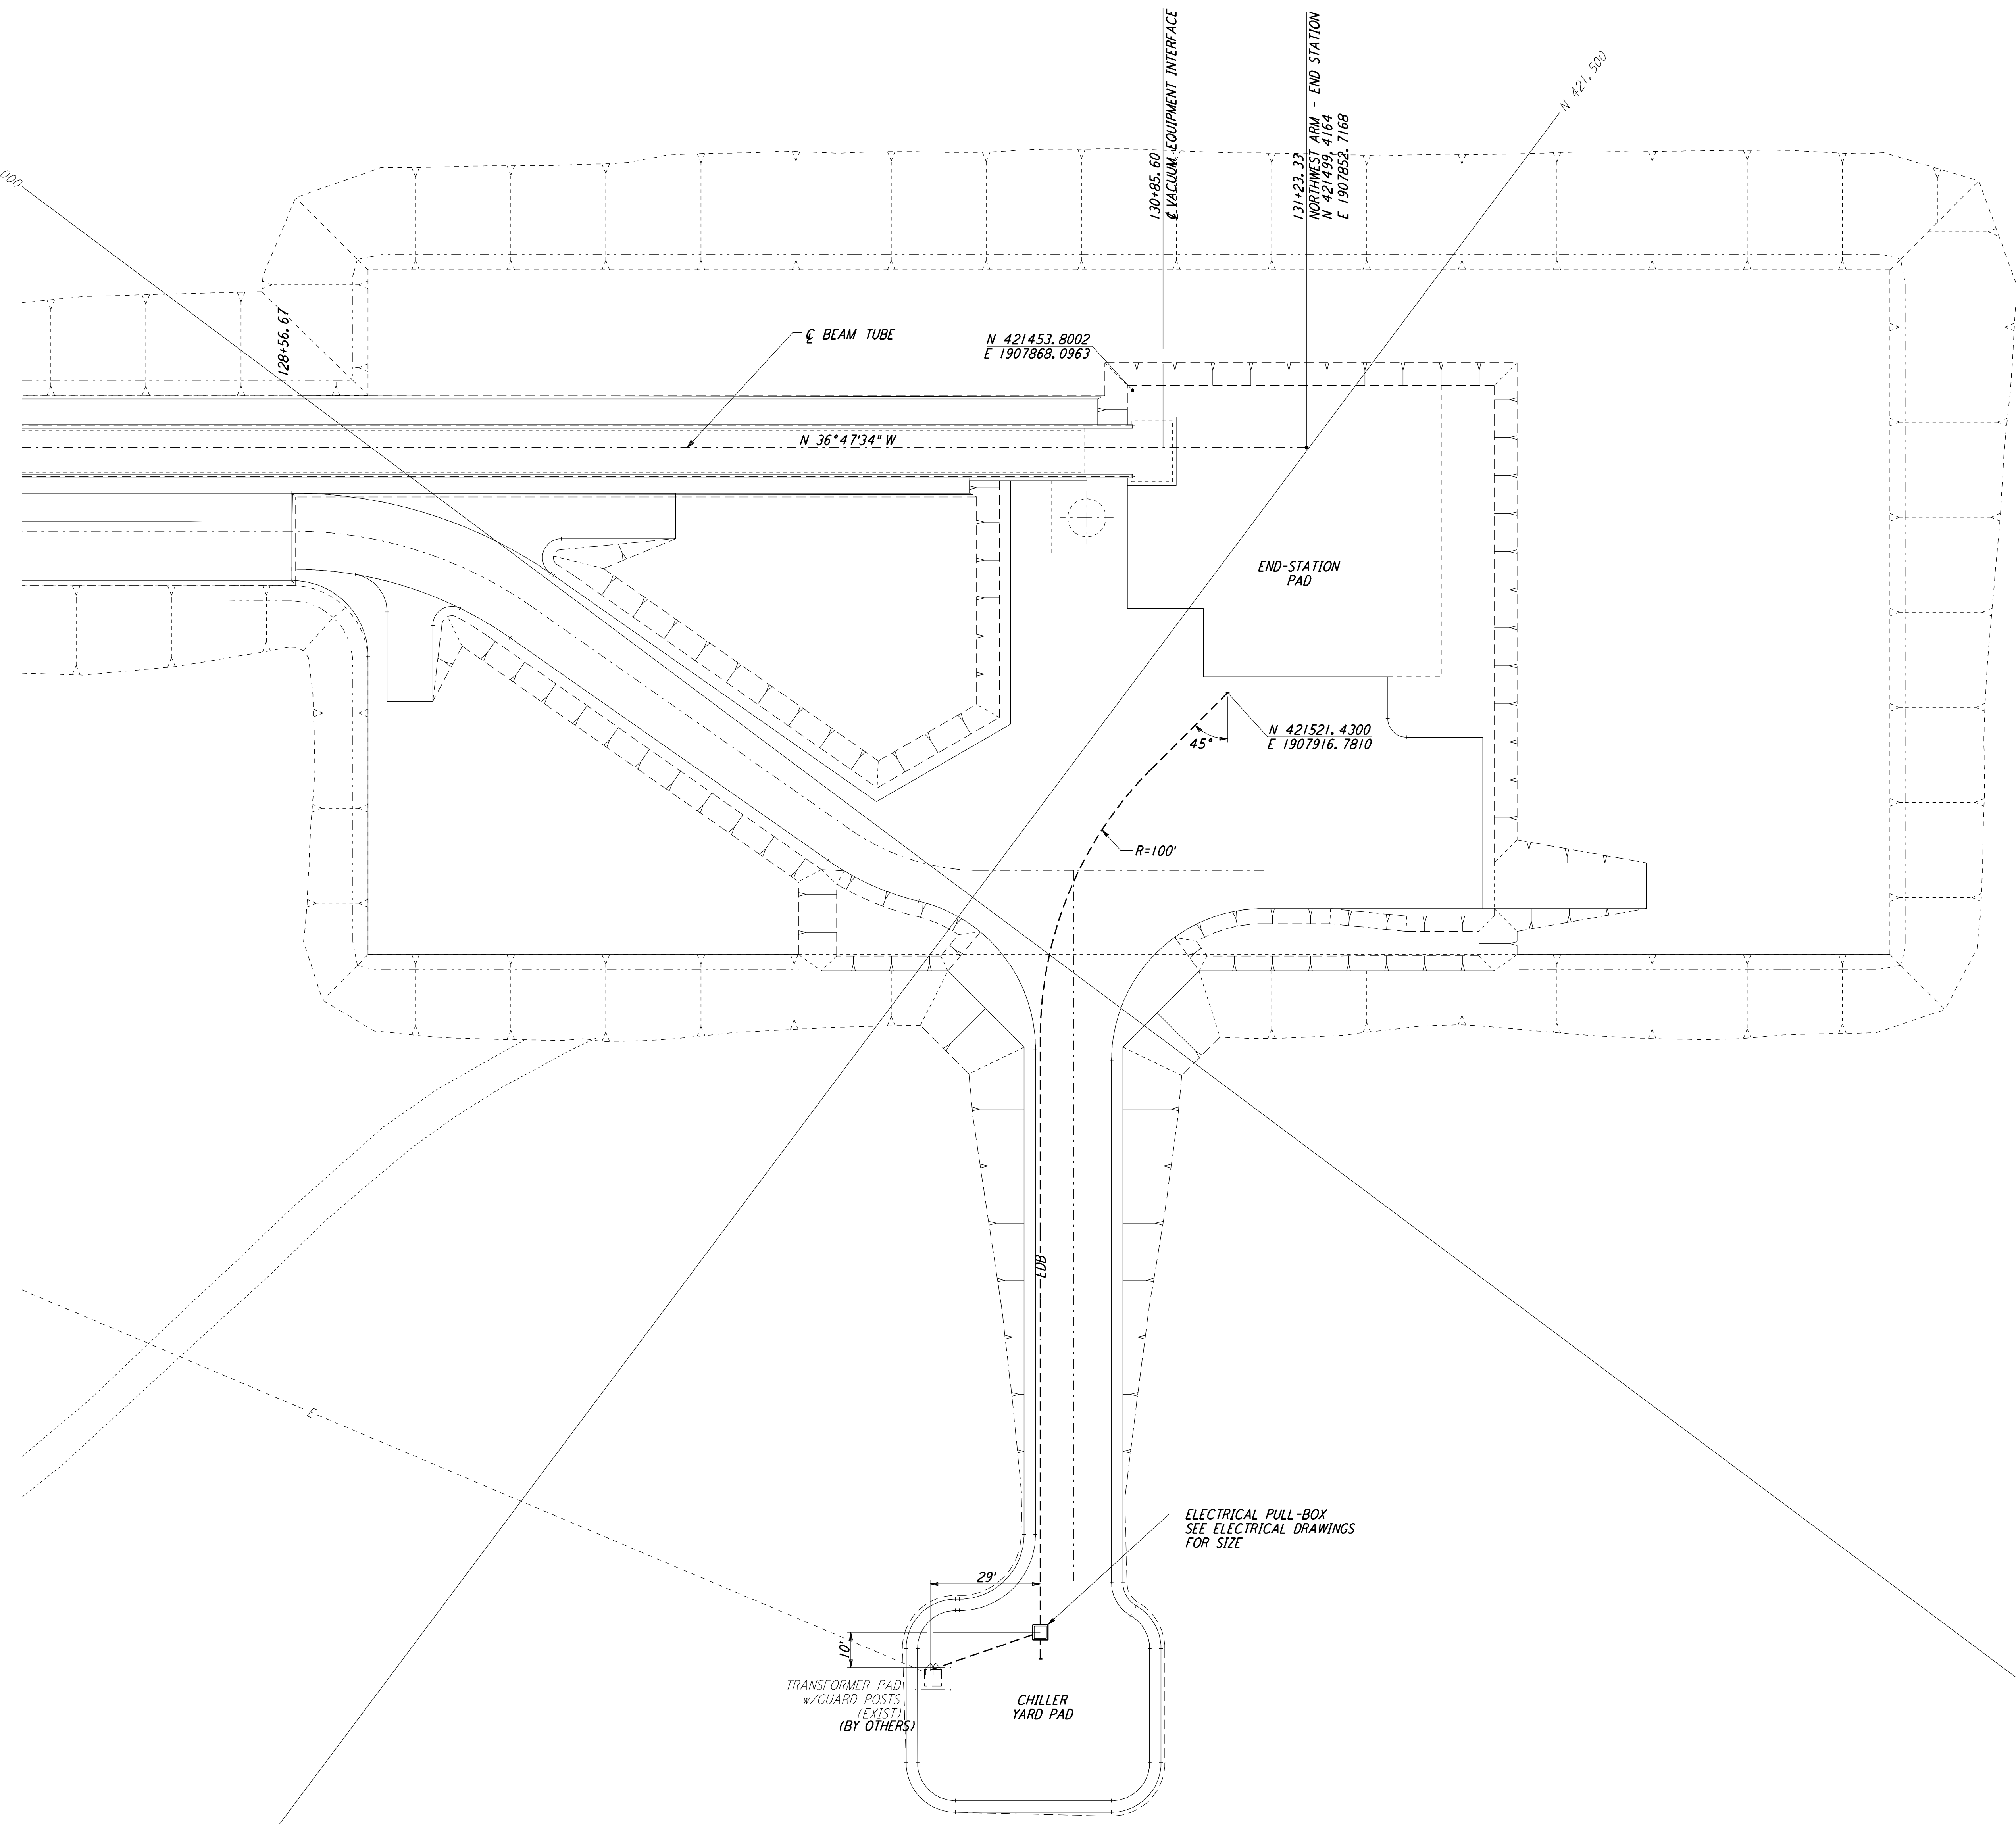 000
128+56.67
℄ BEAM TUBE
N 36°47'34" W
N 421453.8002
E 1907868.0963
130+85.60
℄ VACUUM EQUIPMENT INTERFACE
131+23.33
NORTHWEST ARM - END STATION
N 421499.4164
E 1907852.7168
N 421,500
END-STATION
PAD
45°
N 421521.4300
E 1907916.7810
R=100'
EDB
E
ELECTRICAL PULL-BOX
SEE ELECTRICAL DRAWINGS
FOR SIZE
29'
10'
TRANSFORMER PAD
w/GUARD POSTS
(EXIST)
(BY OTHERS)
CHILLER
YARD PAD